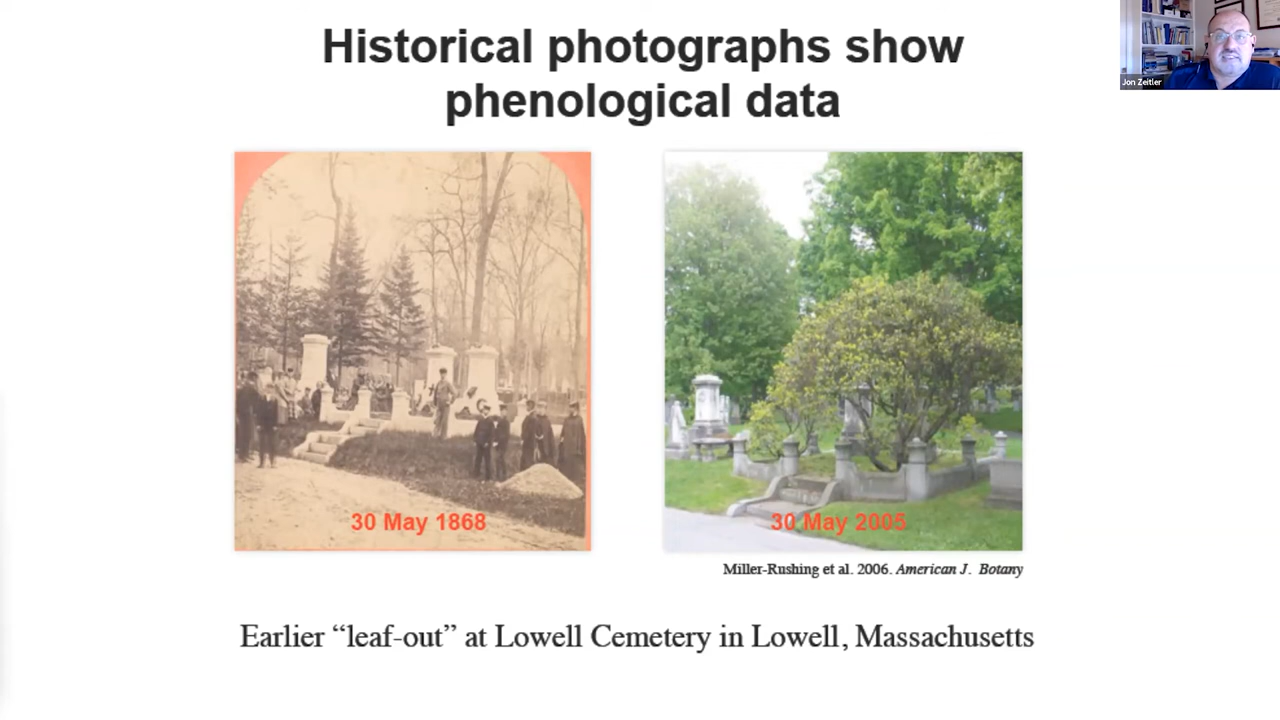 Historical photographs show
phenological data
Jon Zeitler
30 May 1868
30 May 2005
Miller-Rushing et al. 2006. American J. Botany
Earlier “leaf-out” at Lowell Cemetery in Lowell, Massachusetts